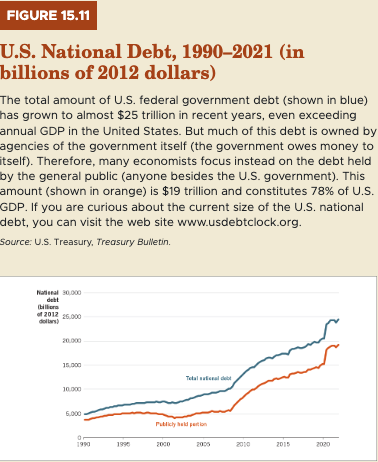 FIGURE 15.11
U.S. National Debt, 1990–2021 (in
billions of 2012 dollars)
The total amount of U.S. federal government debt (shown in blue)
has grown to almost $25 trillion in recent years, even exceeding
annual GDP in the United States. But much of this debt is owned by
agencies of the government itself (the government owes money to
itself). Therefore, many economists focus instead on the debt held
by the general public (anyone besides the U.S. government). This
amount (shown in orange) is $19 trillion and constitutes 78% of U.S.
GDP. If you are curious about the current size of the U.S. national
debt, you can visit the web site www.usdebtclock.org.
Source: U.S. Treasury, Treasury Bulletin.
National
debt
(billions
of 2012
dollars)
30,000
25,000
20,000
15,000
10,000
5,000
0
Total national debt
Publicly held portion
1990 1995 2000 2005 2010 2015 2020